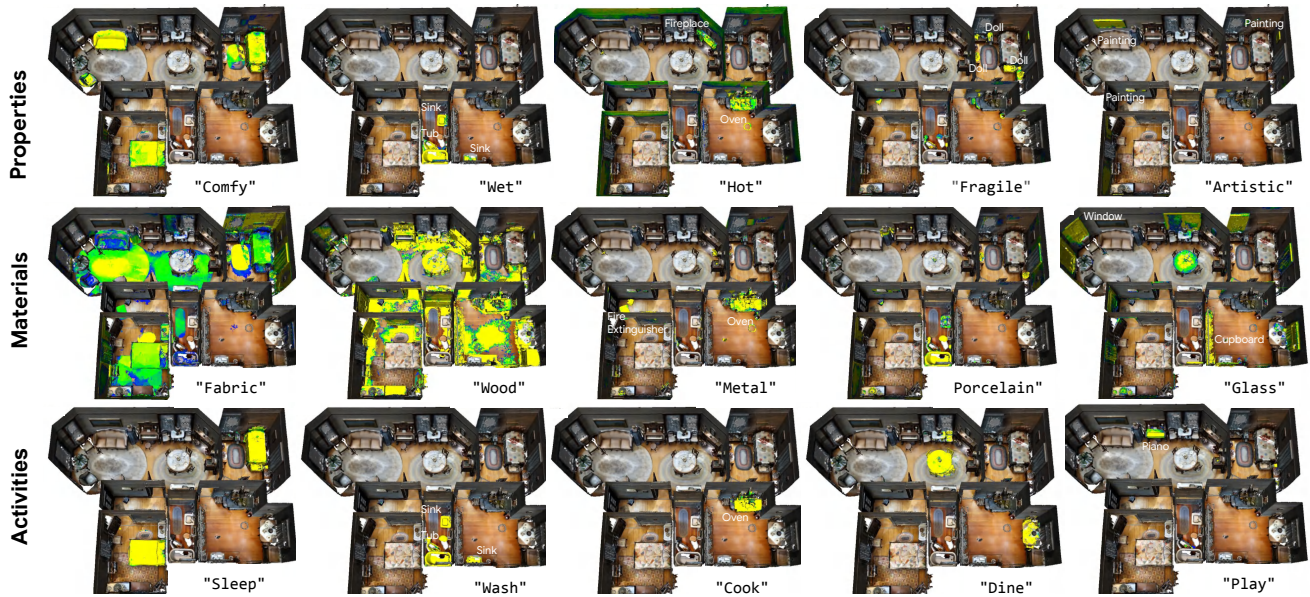 Properties
Fireplace
Doll
Painting
Painting
Doll
Doll
Painting
Sink
Oven
Tub
Sink
"Comfy"
"Wet"
"Hot"
"Fragile"
"Artistic"
Materials
Window
Fire
Extinguisher
Oven
Cupboard
"Fabric"
"Wood"
"Metal"
Porcelain"
"Glass"
Activities
Piano
Sink
Oven
Tub
Sink
"Sleep"
"Wash"
"Cook"
"Dine"
"Play"